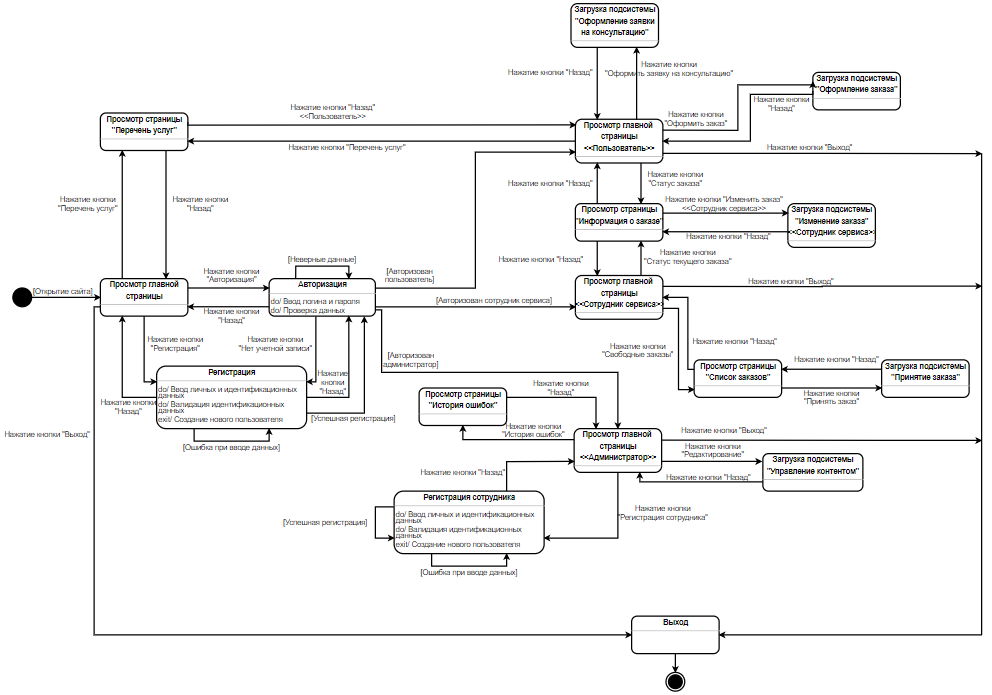 Загрузка подсистемы
"Оформление заявки
на консультацию"
Нажатие кнопки "Назад"
Нажатие кнопки
"Оформить заявку на консультацию"
Загрузка подсистемы
"Оформление заказа"
Нажатие кнопки
"Назад"
Нажатие кнопки
"Оформить заказ"
Просмотр страницы
"Перечень услуг"
Нажатие кнопки "Назад"
<<Пользователь>>
Нажатие кнопки "Перечень услуг"
Просмотр главной
страницы
<<Пользователь>>
Нажатие кнопки "Выход"
Нажатие кнопки
"Перечень услуг"
Нажатие кнопки
"Назад"
Нажатие кнопки "Назад"
Нажатие кнопки
"Статус заказа"
Просмотр страницы
"Информация о заказе"
Нажатие кнопки "Изменить заказ"
<<Сотрудник сервиса>>
Нажатие кнопки "Назад"
Загрузка подсистемы
"Изменение заказа"
<<Сотрудник сервиса>>
Нажатие кнопки "Назад"
Нажатие кнопки
"Статус текущего заказа"
[Открытие сайта]
Просмотр главной
страницы
Нажатие кнопки
"Авторизация"
Нажатие кнопки
"Назад"
[Неверные данные]
Авторизация
do/ Ввод логина и пароля
do/ Проверка данных
[Авторизован
пользователь]
[Авторизован сотрудник сервиса]
Просмотр главной
страницы
<<Сотрудник сервиса>>
Нажатие кнопки "Выход"
Нажатие кнопки
"Регистрация"
Нажатие кнопки
"Нет учетной записи"
[Авторизован
администратор]
Нажатие кнопки
"Свободные заказы"
Нажатие кнопки "Назад"
Просмотр страницы
"Список заказов"
Нажатие кнопки "Назад"
Нажатие кнопки
"Принять заказ"
Загрузка подсистемы
"Принятие заказа"
Регистрация
do/ Ввод личных и идентификационных
данных
do/ Валидация идентификационных
данных
exit/ Создание нового пользователя
Нажатие кнопки
"Назад"
Нажатие
кнопки
"Назад"
[Успешная регистрация]
[Ошибка при вводе данных]
Нажатие кнопки "Выход"
Просмотр страницы
"История ошибок"
Нажатие кнопки
"Назад"
Нажатие кнопки
"История ошибок"
Просмотр главной
страницы
<<Администратор>>
Нажатие кнопки "Выход"
Нажатие кнопки
"Редактирование"
Нажатие кнопки "Назад"
Загрузка подсистемы
"Управление контентом"
Нажатие кнопки "Назад"
Нажатие кнопки
"Регистрация сотрудника"
Регистрация сотрудника
do/ Ввод личных и идентификационных
данных
do/ Валидация идентификационных
данных
exit/ Создание нового пользователя
[Успешная регистрация]
[Ошибка при вводе данных]
Выход